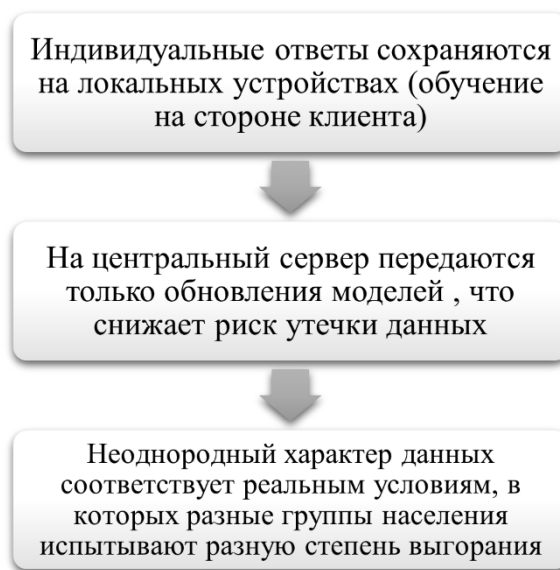 Индивидуальные ответы сохраняются
на локальных устройствах (обучение
на стороне клиента)
На центральный сервер передаются
только обновления моделей , что
снижает риск утечки данных
Неоднородный характер данных
соответствует реальным условиям, в
которых разные группы населения
испытывают разную степень выгорания